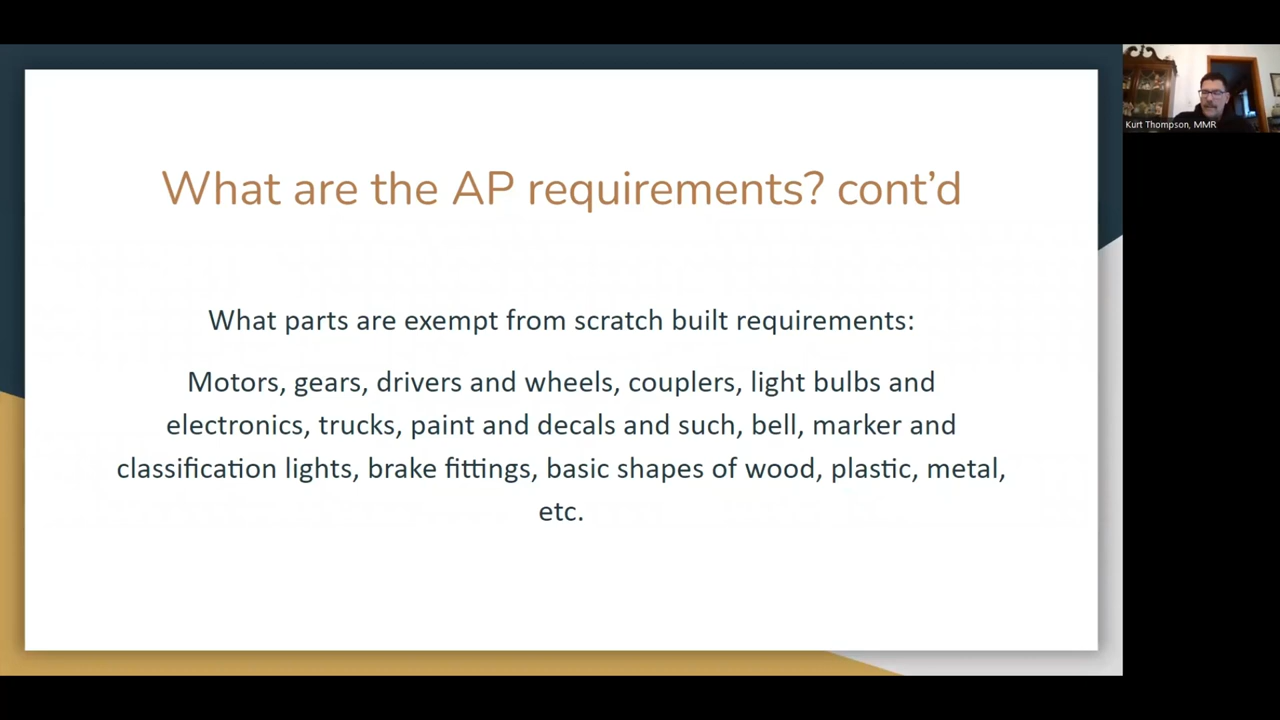 What are the AP requirements? cont’d
What parts are exempt from scratch built requirements:
Motors, gears, drivers and wheels, couplers, light bulbs and
electronics, trucks, paint and decals and such, bell, marker and
classification lights, brake fittings, basic shapes of wood, plastic, metal,
etc.
Kurt Thompson, MMR